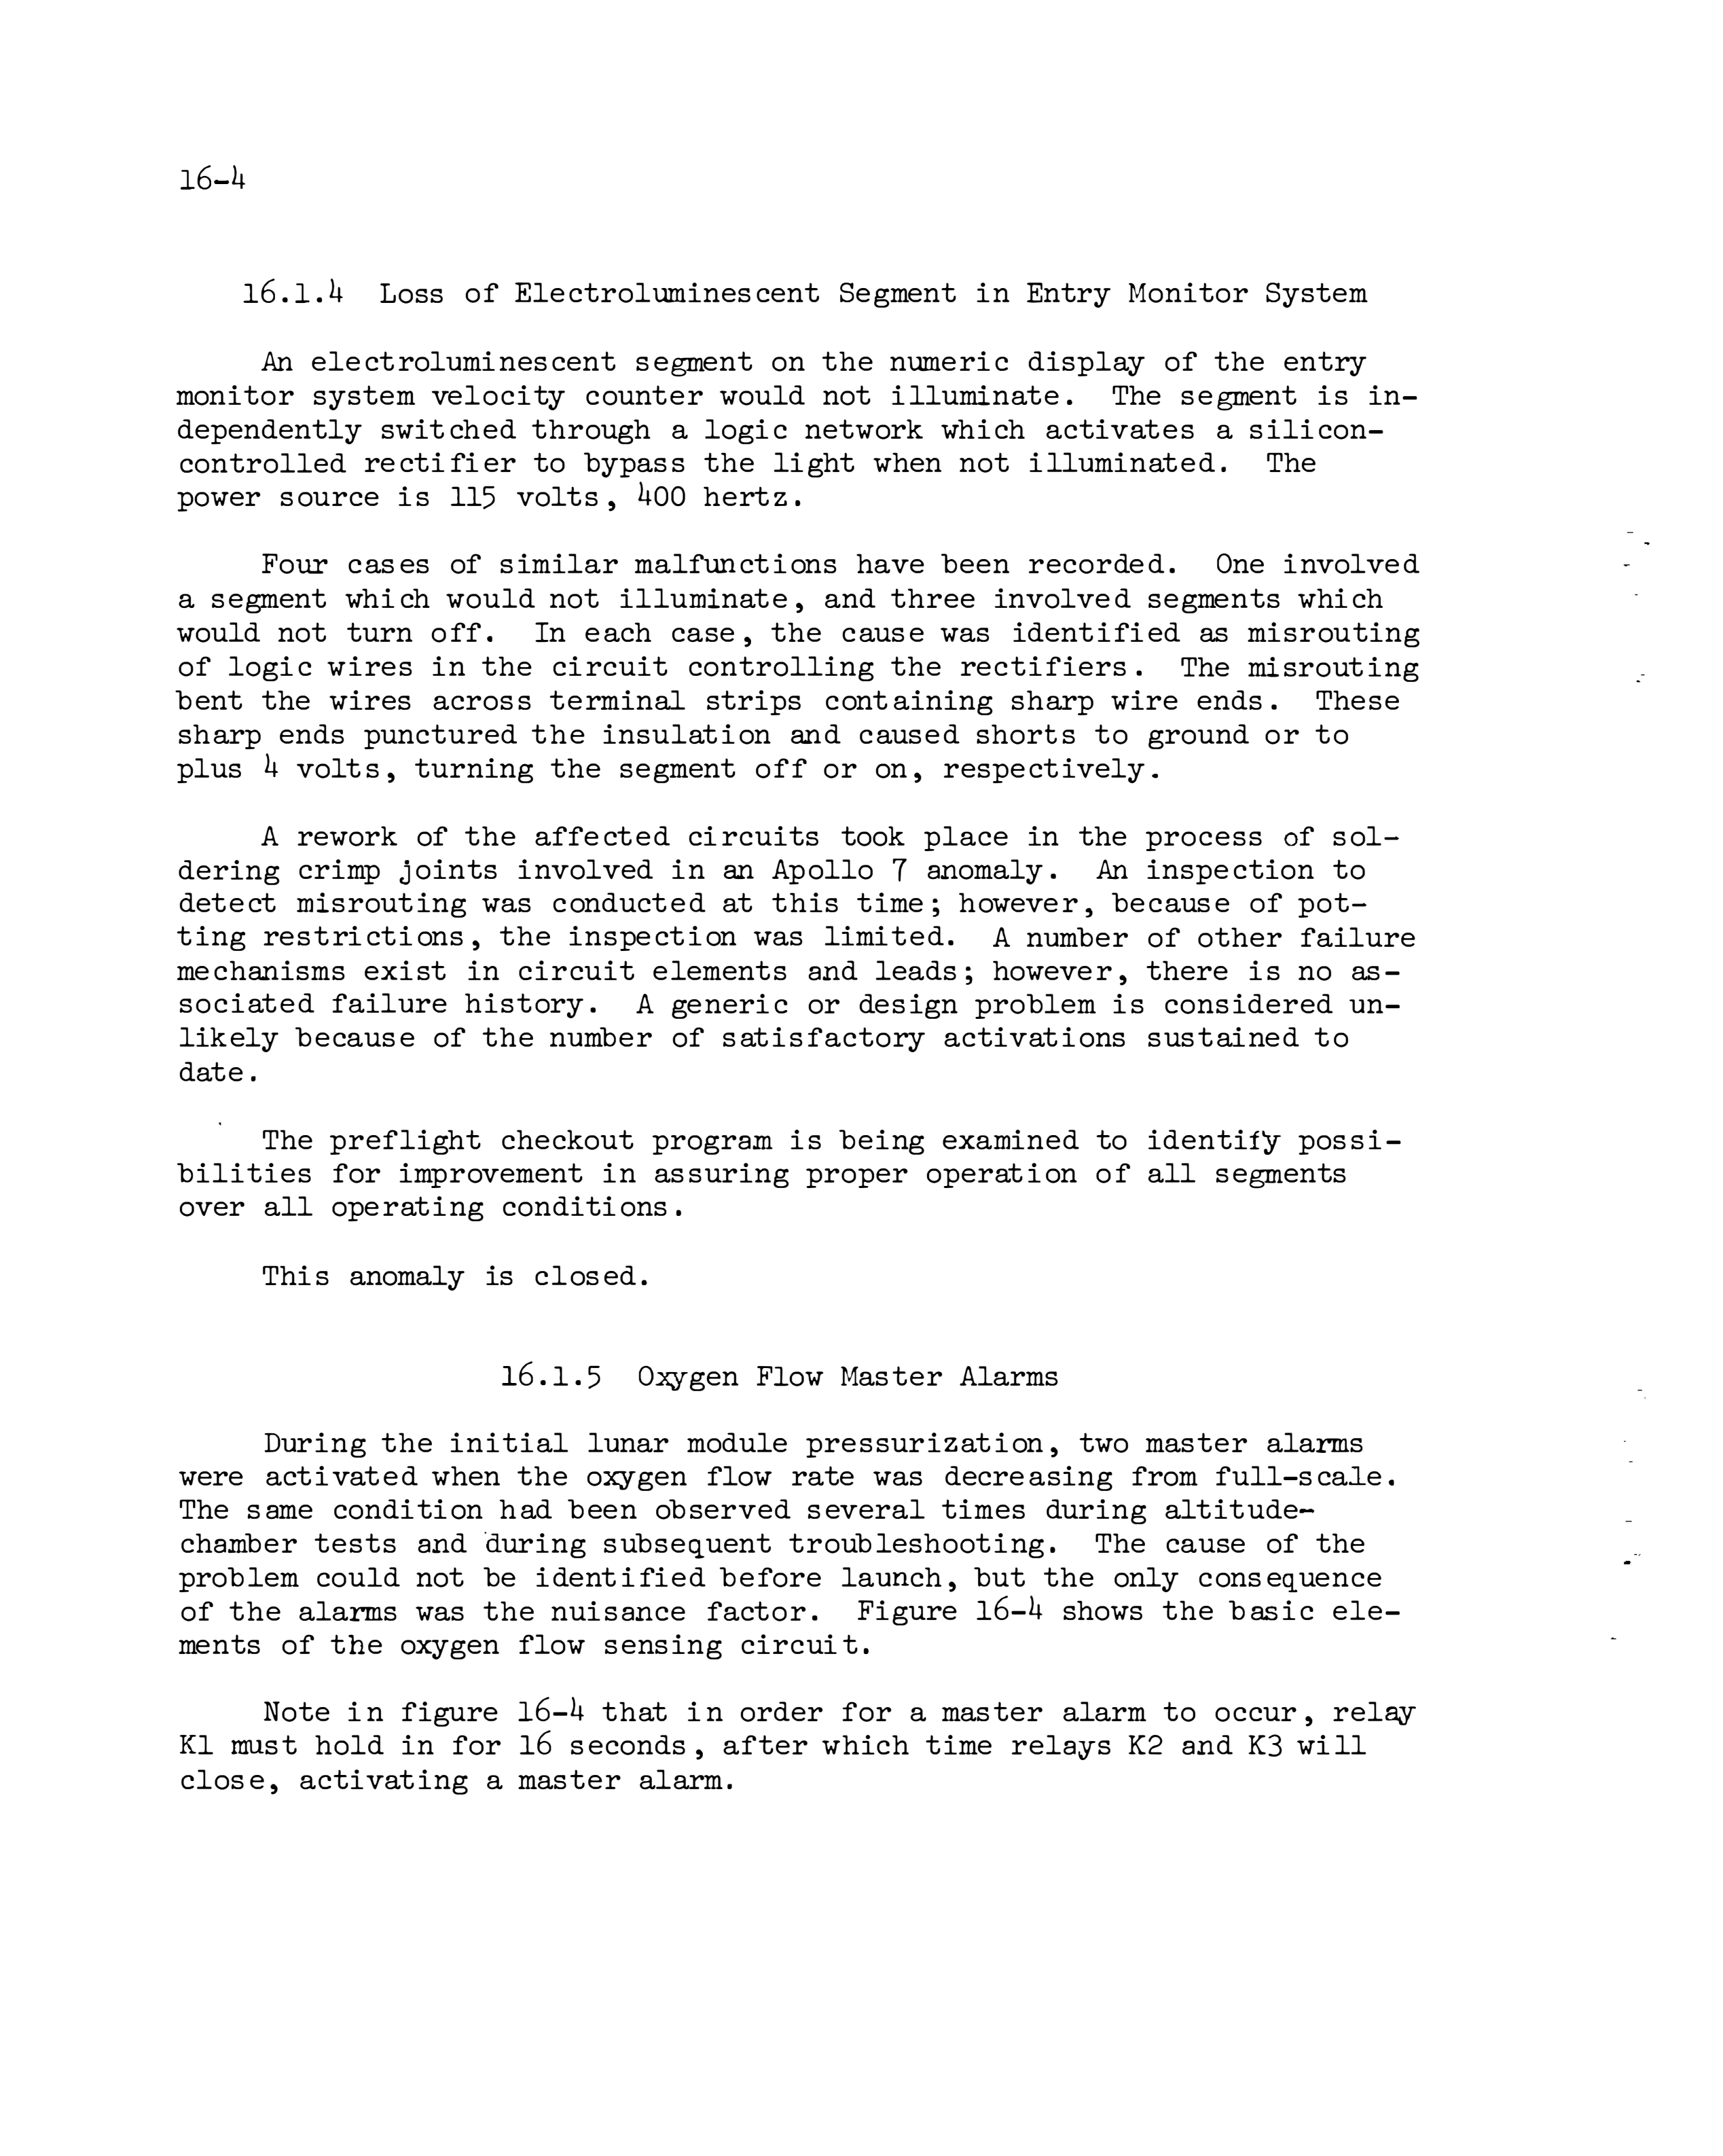 16-4
16.1.4 Loss of Electroluminescent Segment in Entry Monitor System
An electroluminescent segment on the numeric display of the entry
monitor system velocity counter would not illuminate. The segment is in-
dependently switched through a logic network which activates a silicon-
controlled rectifier to bypass the light when not illuminated. The
power source is 115 volts, 400 hertz.
Four cases of similar malfunctions have been recorded. One involved
a segment which would not illuminate, and three involved segments which
would not turn off. In each case, the cause was identified as misrouting
of logic wires in the circuit controlling the rectifiers. The misrouting
bent the wires across terminal strips containing sharp wire ends. These
sharp ends punctured the insulation and caused shorts to ground or to
plus 4 volts, turning the segment off or on, respectively.
A rework of the affected circuits took place in the process of sol-
dering crimp joints involved in an Apollo 7 anomaly. An inspection to
detect misrouting was conducted at this time; however, because of pot-
ting restrictions, the inspection was limited. A number of other failure
mechanisms exist in circuit elements and leads; however, there is no as-
sociated failure history. A generic or design problem is considered un-
likely because of the number of satisfactory activations sustained to
date.
The preflight checkout program is being examined to identify possi-
bilities for improvement in assuring proper operation of all segments
over all operating conditions.
This anomaly is closed.
16.1.5 Oxygen Flow Master Alarms
During the initial lunar module pressurization, two master alarms
were activated when the oxygen flow rate was decreasing from full-scale.
The same condition had been observed several times during altitude-
chamber tests and during subsequent troubleshooting. The cause of the
problem could not be identified before launch, but the only consequence
of the alarms was the nuisance factor. Figure 16-4 shows the basic ele-
ments of the oxygen flow sensing circuit.
Note in figure 16-4 that in order for a master alarm to occur, relay
K1 must hold in for 16 seconds, after which time relays K2 and K3 will
close, activating a master alarm.